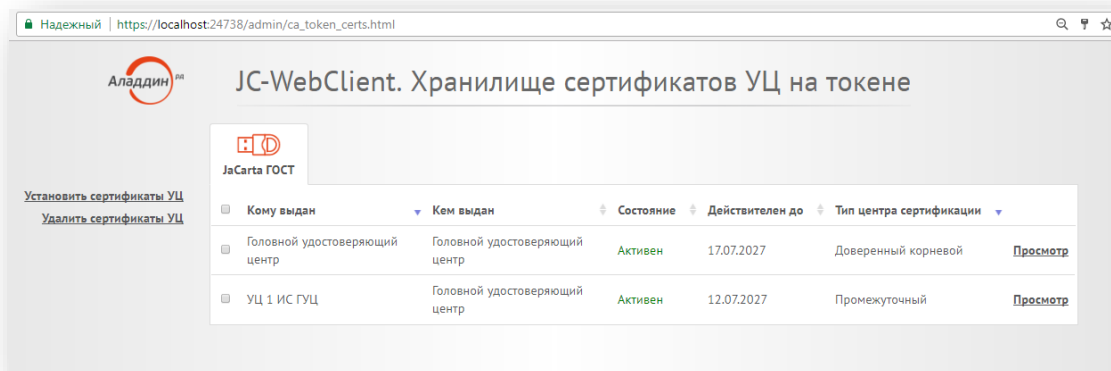 Надежный | https://localhost:24738/admin/ca_token_certs.html
Аладдин РД
JC-WebClient. Хранилище сертификатов УЦ на токене
JaCarta ГОСТ
Установить сертификаты УЦ
Удалить сертификаты УЦ
Кому выдан Кем выдан Состояние Действителен до Тип центра сертификации
Головной удостоверяющий Головной удостоверяющий
центр центр Активен 17.07.2027 Доверенный корневой Просмотр
УЦ 1 ИС ГУЦ Головной удостоверяющий
центр Активен 12.07.2027 Промежуточный Просмотр